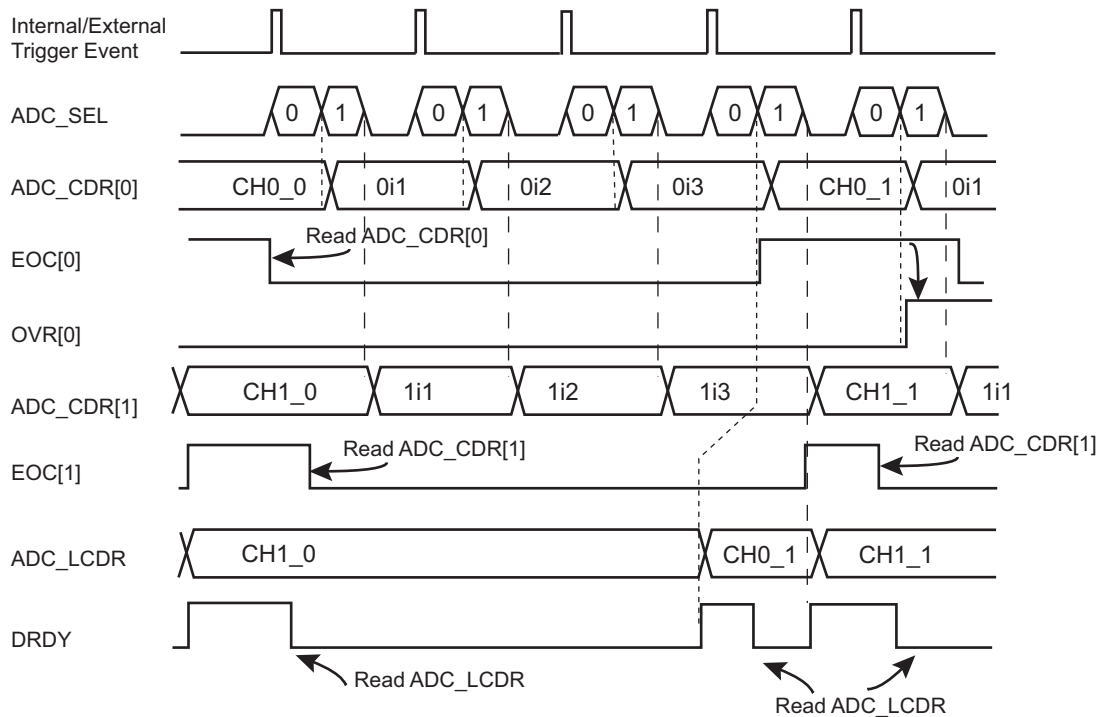 Internal/External
Trigger Event
ADC_SEL
0 1 0 1 0 1 0 1 0 1
ADC_CDR[0]
CH0_0 0i1 0i2 0i3 CH0_1 0i1
Read ADC_CDR[0]
EOC[0]
OVR[0]
ADC_CDR[1]
CH1_0 1i1 1i2 1i3 CH1_1 1i1
Read ADC_CDR[1] Read ADC_CDR[1]
EOC[1]
ADC_LCDR
CH1_0 CH0_1 CH1_1
DRDY
Read ADC_LCDR
Read ADC_LCDR